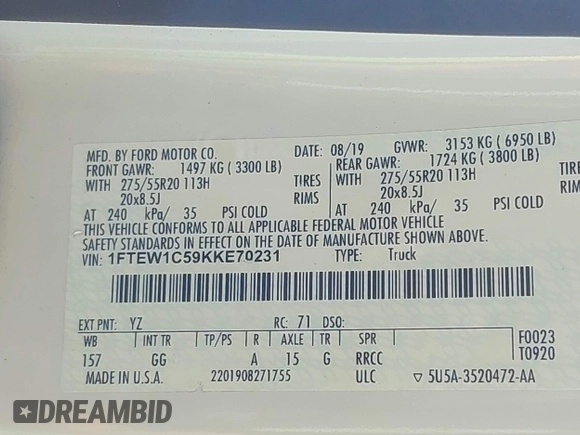 MFD. BY FORD MOTOR CO. DATE: 08/19 GVWR: 3153 KG (6950 LB)
FRONT GAWR: 1497 KG (3300 LB) REAR GAWR: 1724 KG (3800 LB)
WITH 275/55R20 113H TIRES WITH 275/55R20 113H TIRES
20x8.5J RIMS 20x8.5J RIMS
AT 240 kPa/ 35 PSI COLD AT 240 kPa/ 35 PSI COLD
THIS VEHICLE CONFORMS TO ALL APPLICABLE FEDERAL MOTOR VEHICLE
SAFETY STANDARDS IN EFFECT ON THE DATE OF MANUFACTURE SHOWN ABOVE.
VIN: 1FTEW1C59KKE70231 TYPE: Truck
EXT PNT: YZ RC: 71 DSO:
WB INT TR TP/PS R AXLE TR SPR F0023
157 GG A 15 G RRCC T0920
MADE IN U.S.A. 2201908271755 ULC ▽ 5U5A-3520472-AA
DREAMBID